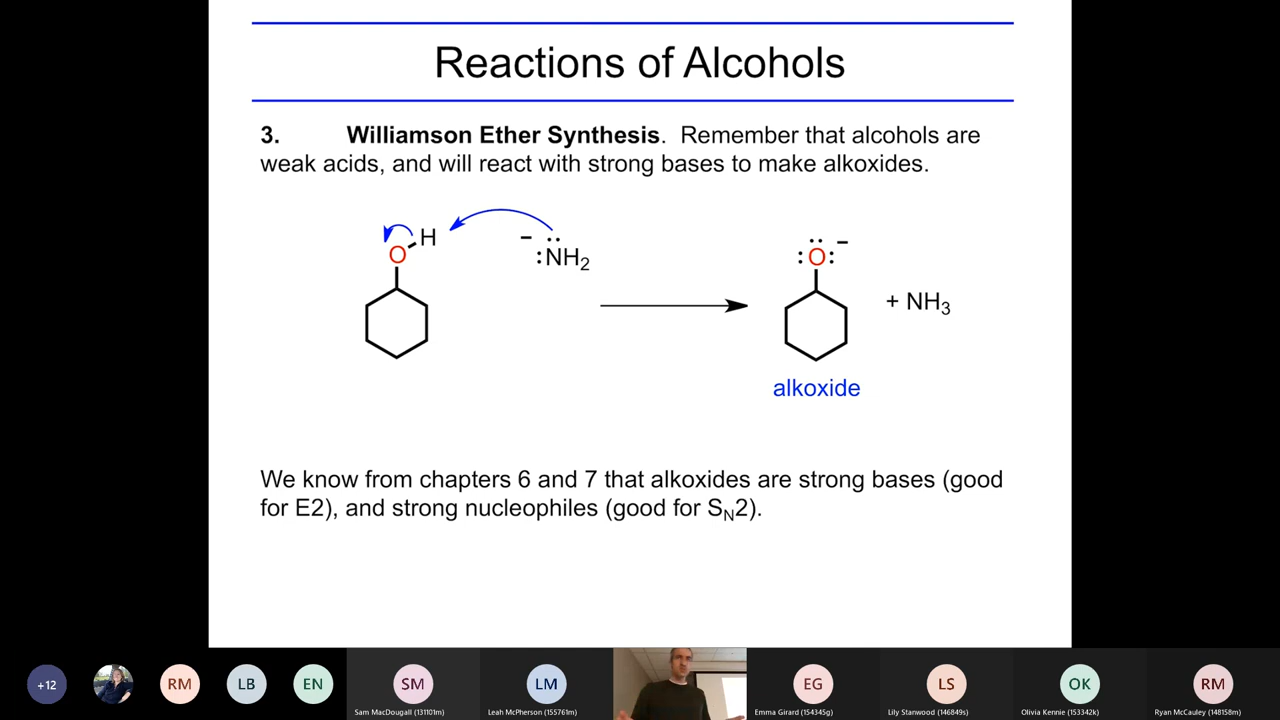 Reactions of Alcohols
3. Williamson Ether Synthesis. Remember that alcohols are
weak acids, and will react with strong bases to make alkoxides.
O H
− :NH₂
:O: −
+ NH₃
alkoxide
We know from chapters 6 and 7 that alkoxides are strong bases (good
for E2), and strong nucleophiles (good for Sₙ2).
+12 RM LB EN SM LM EG LS OK RM
Sam MacDougall (131101m) Leah McPherson (155761m) Emma Girard (154345g) Lily Stanwood (146849s) Olivia Kennie (153342k) Ryan McCauley (148158m)